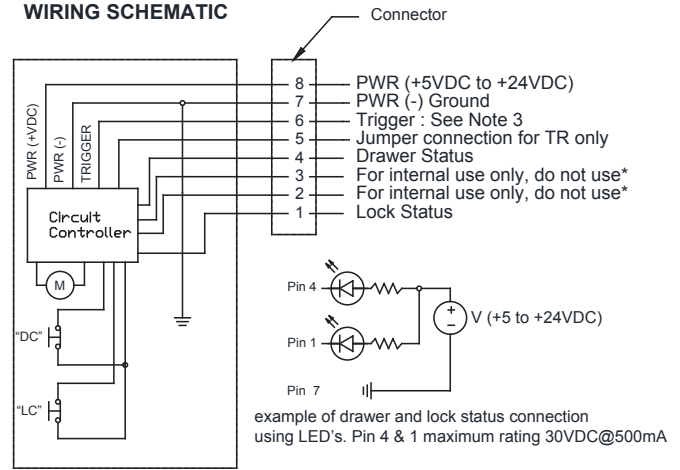 WIRING SCHEMATIC
Connector
8 PWR (+5VDC to +24VDC)
7 PWR (-) Ground
6 Trigger : See Note 3
5 Jumper connection for TR only
4 Drawer Status
3 For internal use only, do not use*
2 For internal use only, do not use*
1 Lock Status
PWR (+VDC)
PWR (-)
TRIGGER
CIrcuit
Controller
M
"DC"
"LC"
Pin 4
+
− V (+5 to +24VDC)
Pin 1
Pin 7
example of drawer and lock status connection
using LED's. Pin 4 & 1 maximum rating 30VDC@500mA